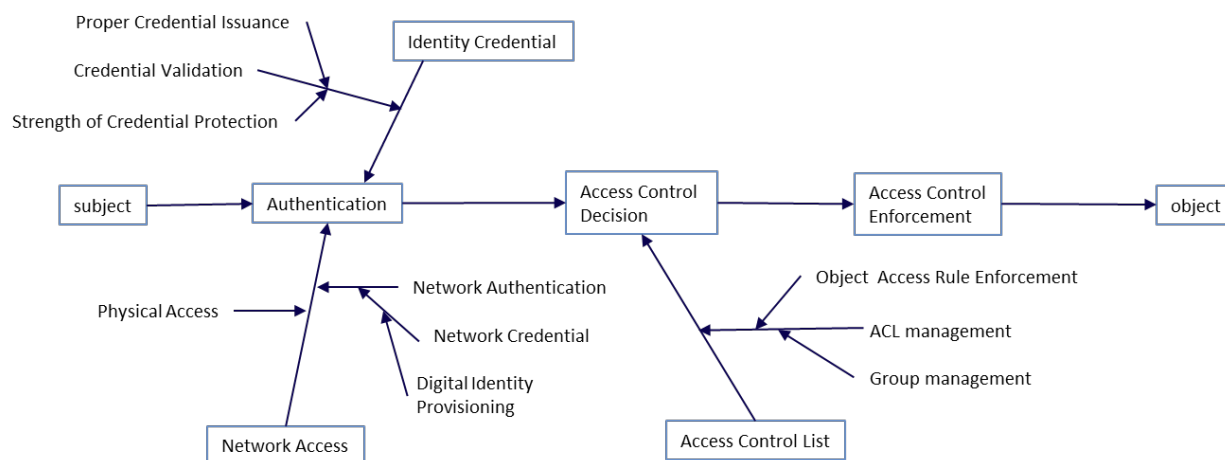 Proper Credential Issuance
Identity Credential
Credential Validation
Strength of Credential Protection
subject
Authentication
Access Control
Decision
Access Control
Enforcement
object
Physical Access
Network Authentication
Network Credential
Digital Identity
Provisioning
Network Access
Object  Access Rule Enforcement
ACL management
Group management
Access Control List